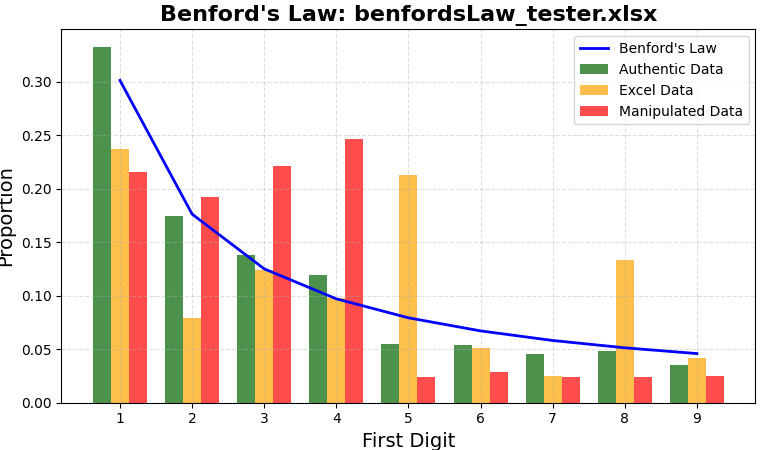 Benford's Law: benfordsLaw_tester.xlsx
Benford's Law
Authentic Data
Excel Data
Manipulated Data
Proportion
0.30
0.25
0.20
0.15
0.10
0.05
0.00
1 2 3 4 5 6 7 8 9
First Digit